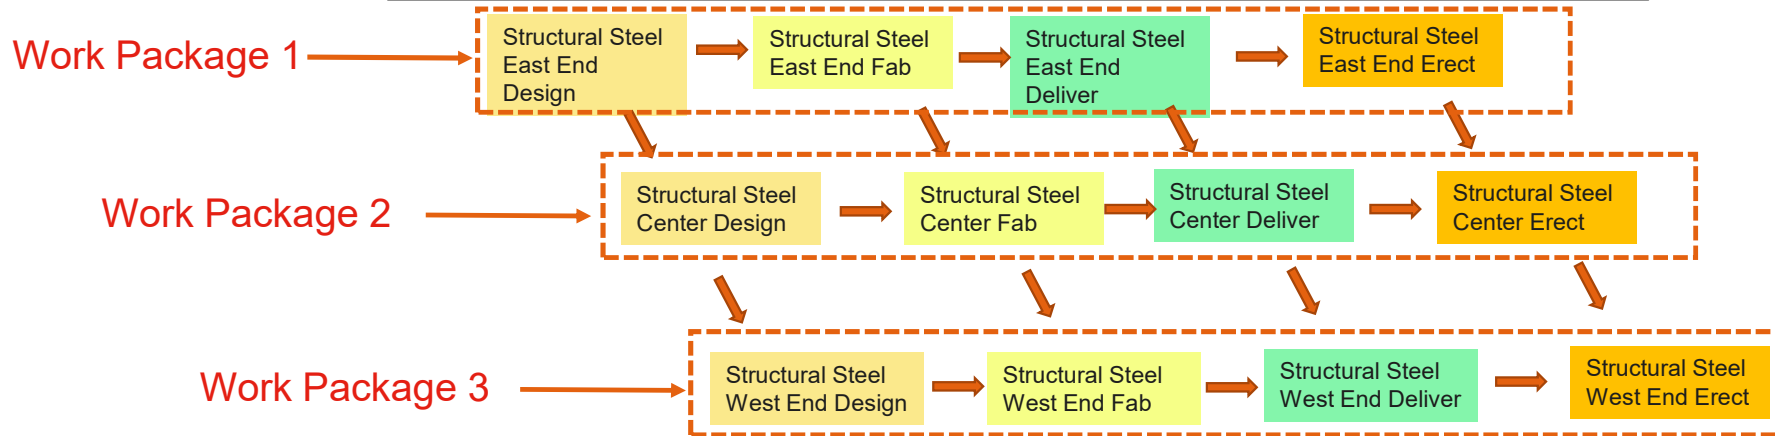 Work Package 1
Structural Steel
East End
Design
Structural Steel
East End Fab
Structural Steel
East End
Deliver
Structural Steel
East End Erect
Work Package 2
Structural Steel
Center Design
Structural Steel
Center Fab
Structural Steel
Center Deliver
Structural Steel
Center Erect
Work Package 3
Structural Steel
West End Design
Structural Steel
West End Fab
Structural Steel
West End Deliver
Structural Steel
West End Erect